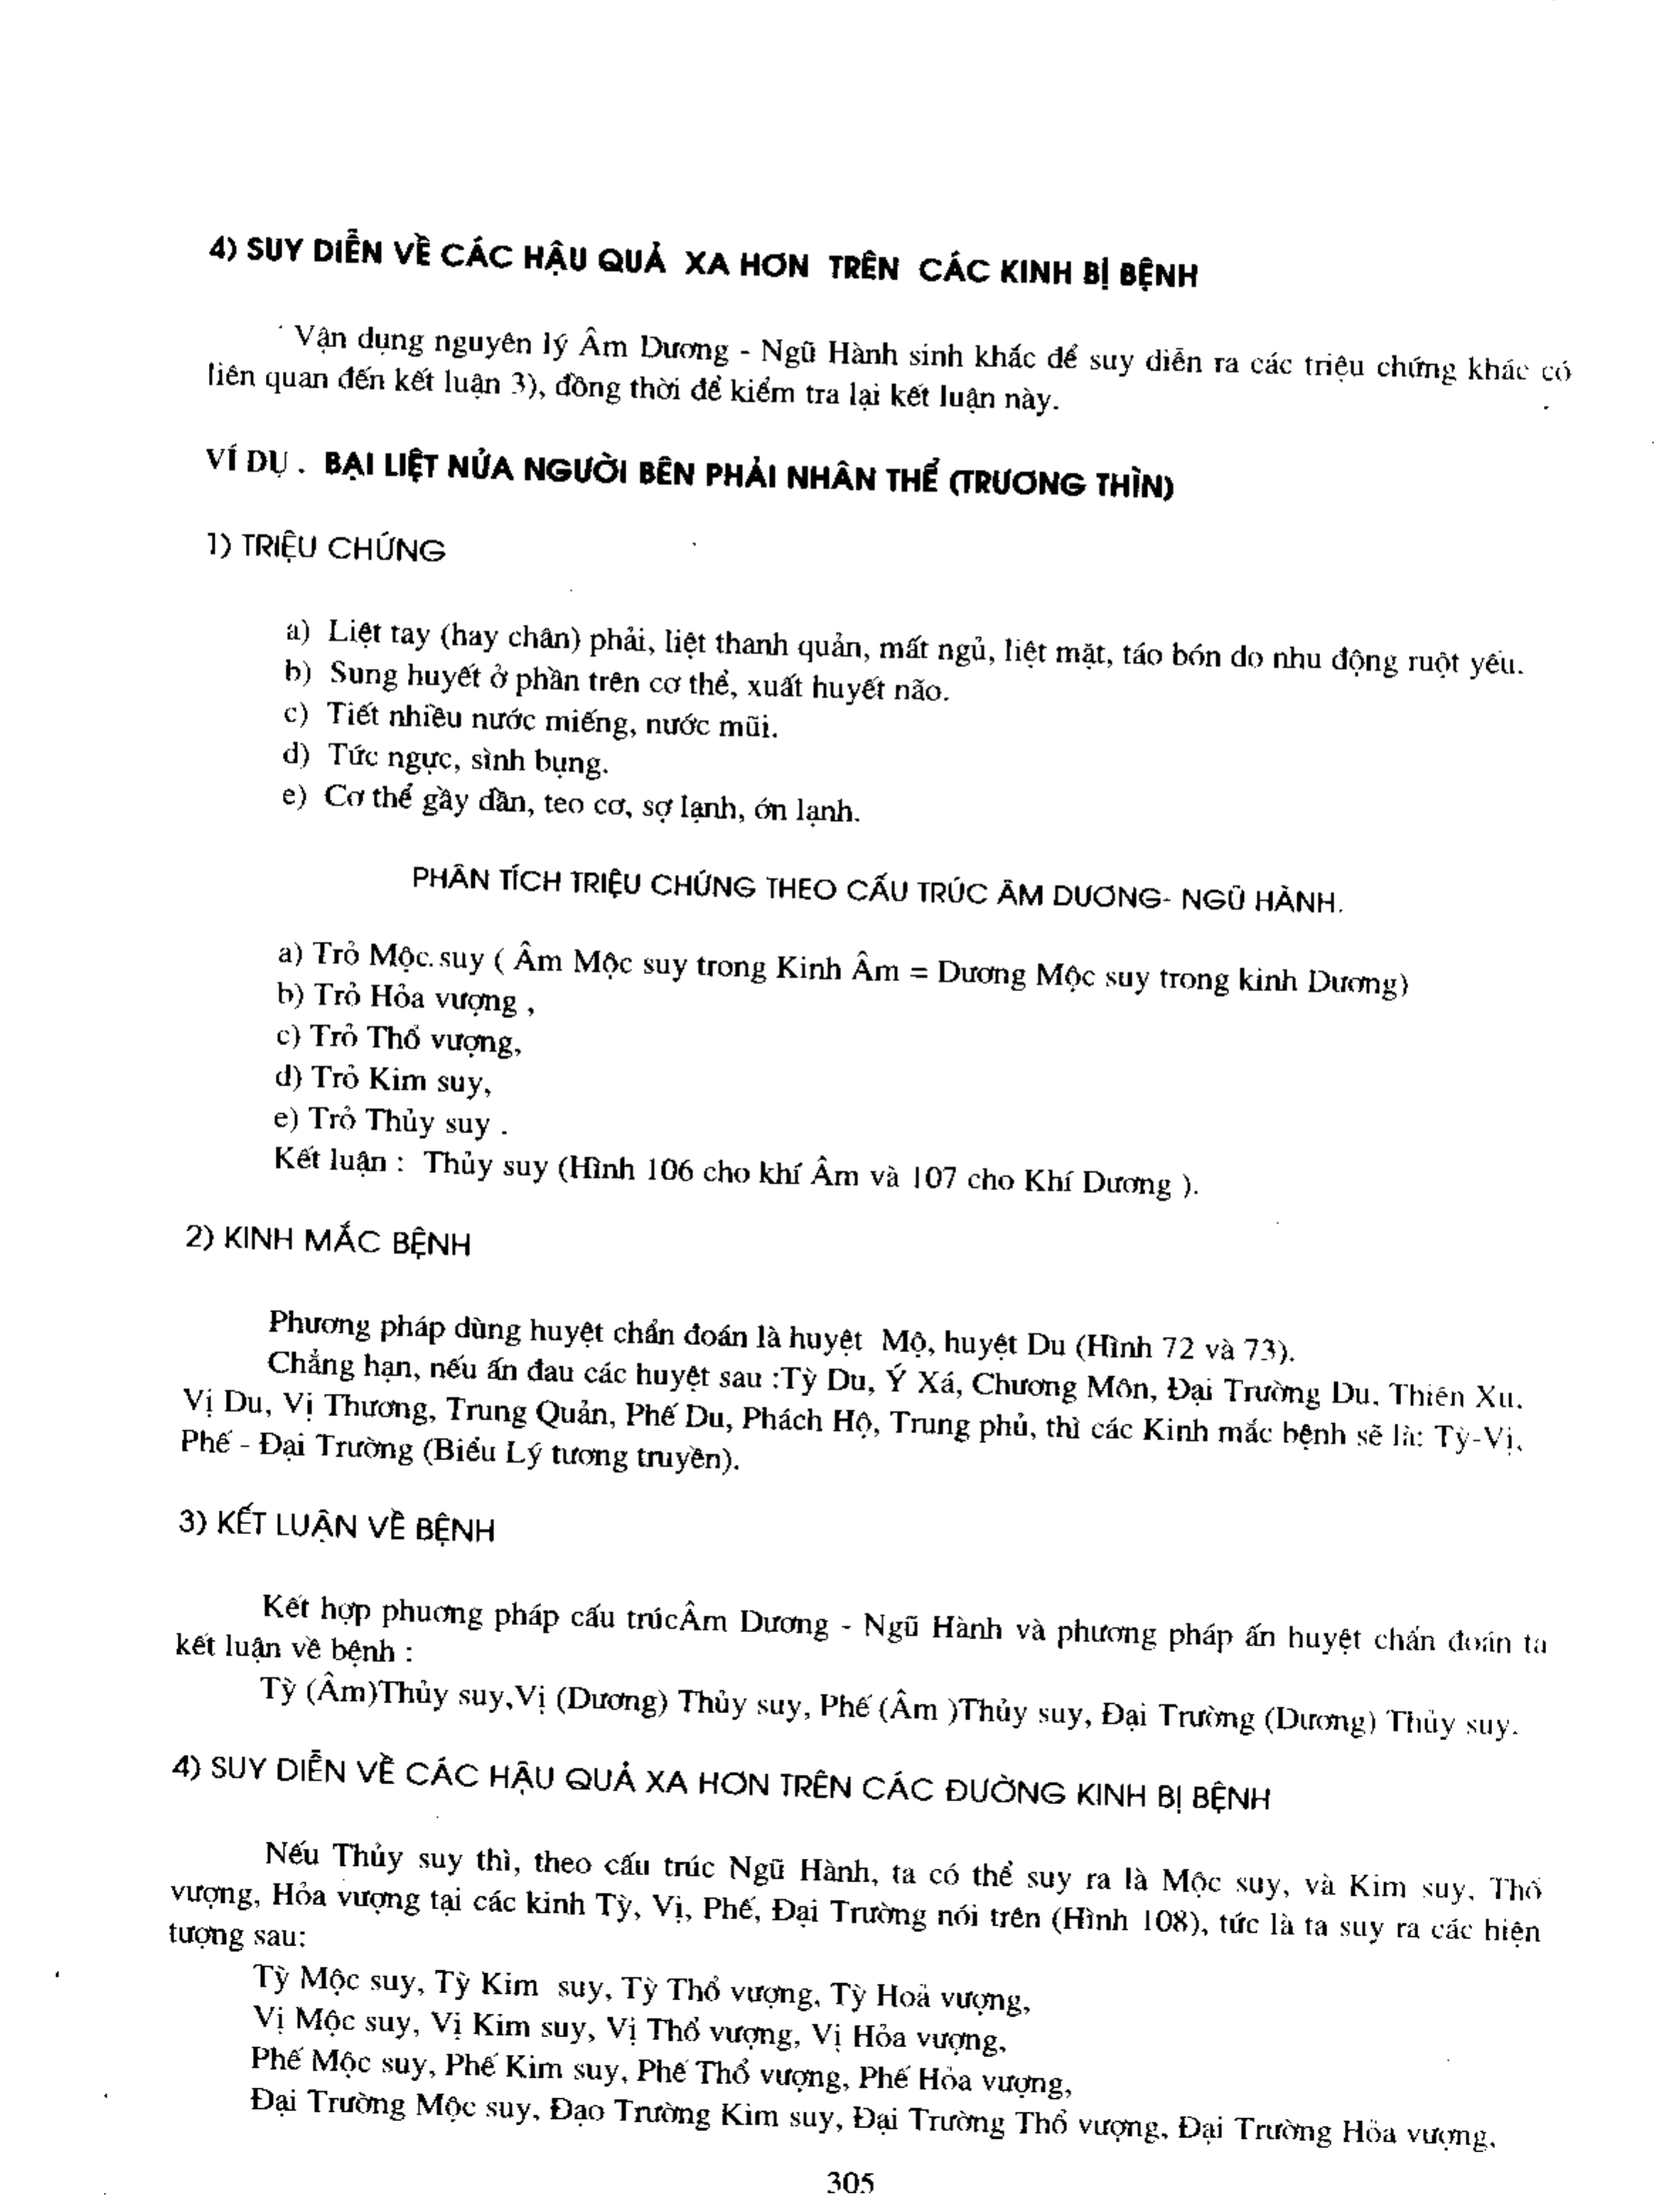 4) SUY DIỄN VỀ CÁC HẬU QUẢ XA HƠN TRÊN CÁC KINH BỊ BỆNH
Vận dụng nguyên lý Âm Dương - Ngũ Hành sinh khắc để suy diễn ra các triệu chứng khác có
liên quan đến kết luận 3), đồng thời để kiểm tra lại kết luận này.
VÍ DỤ . BẠI LIỆT NỬA NGƯỜI BÊN PHẢI NHÂN THỂ (TRƯƠNG THÌN)
1) TRIỆU CHỨNG
a) Liệt tay (hay chân) phải, liệt thanh quản, mất ngủ, liệt mặt, táo bón do nhu động ruột yếu.
b) Sung huyết ở phần trên cơ thể, xuất huyết não.
c) Tiết nhiều nước miếng, nước mũi.
d) Tức ngực, sình bụng.
e) Cơ thể gầy dần, teo cơ, sợ lạnh, ớn lạnh.
PHÂN TÍCH TRIỆU CHỨNG THEO CẤU TRÚC ÂM DƯƠNG- NGŨ HÀNH.
a) Trỏ Mộc suy ( Âm Mộc suy trong Kinh Âm = Dương Mộc suy trong kinh Dương)
b) Trỏ Hỏa vượng ,
c) Trỏ Thổ vượng,
d) Trỏ Kim suy,
e) Trỏ Thủy suy .
Kết luận : Thủy suy (Hình 106 cho khí Âm và 107 cho Khí Dương ).
2) KINH MẮC BỆNH
Phương pháp dùng huyệt chẩn đoán là huyệt Mộ, huyệt Du (Hình 72 và 73).
Chẳng hạn, nếu ấn đau các huyệt sau :Tỳ Du, Ý Xá, Chương Môn, Đại Trường Du, Thiên Xu,
Vị Du, Vị Thương, Trung Quản, Phế Du, Phách Hộ, Trung phủ, thì các Kinh mắc bệnh sẽ là: Tỳ-Vị,
Phế - Đại Trường (Biểu Lý tương truyền).
3) KẾT LUẬN VỀ BỆNH
Kết hợp phương pháp cấu trúcÂm Dương - Ngũ Hành và phương pháp ấn huyệt chẩn đoán ta
kết luận về bệnh :
Tỳ (Âm)Thủy suy,Vị (Dương) Thủy suy, Phế (Âm )Thủy suy, Đại Trường (Dương) Thủy suy.
4) SUY DIỄN VỀ CÁC HẬU QUẢ XA HƠN TRÊN CÁC ĐƯỜNG KINH BỊ BỆNH
Nếu Thủy suy thì, theo cấu trúc Ngũ Hành, ta có thể suy ra là Mộc suy, và Kim suy, Thổ
vượng, Hỏa vượng tại các kinh Tỳ, Vị, Phế, Đại Trường nói trên (Hình 108), tức là ta suy ra các hiện
tượng sau:
Tỳ Mộc suy, Tỳ Kim suy, Tỳ Thổ vượng, Tỳ Hoả vượng,
Vị Mộc suy, Vị Kim suy, Vị Thổ vượng, Vị Hỏa vượng,
Phế Mộc suy, Phế Kim suy, Phế Thổ vượng, Phế Hỏa vượng,
Đại Trường Mộc suy, Đạo Trường Kim suy, Đại Trường Thổ vượng, Đại Trường Hỏa vượng,
305